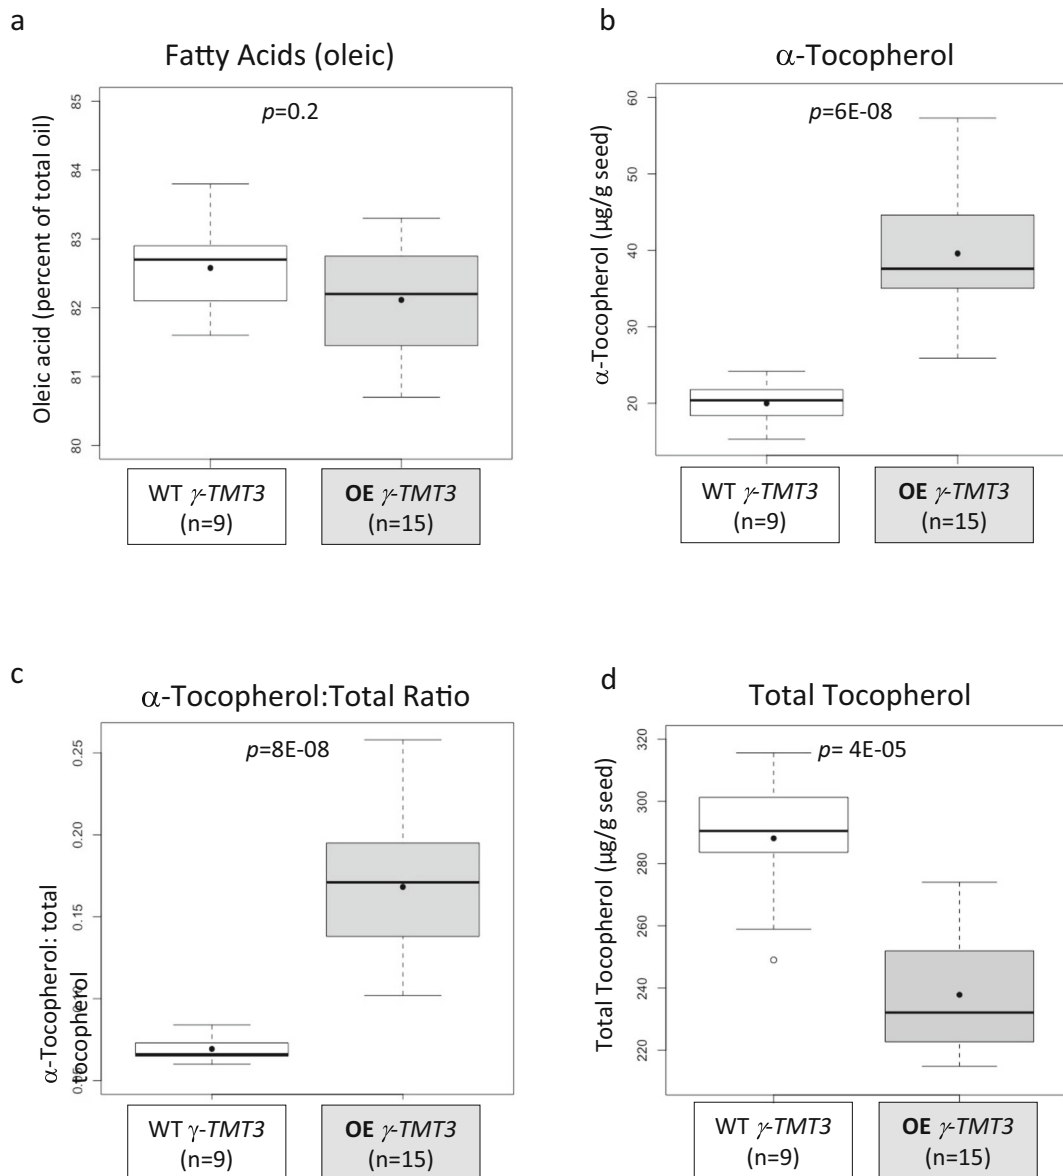 a
Fatty Acids (oleic)
p=0.2
Oleic acid (percent of total oil)
85
84
83
82
81
80
WT γ-TMT3
(n=9)
OE γ-TMT3
(n=15)
b
α-Tocopherol
p=6E-08
α-Tocopherol (µg/g seed)
60
50
40
30
20
WT γ-TMT3
(n=9)
OE γ-TMT3
(n=15)
c
α-Tocopherol:Total Ratio
p=8E-08
α-Tocopherol: total
tocopherol
0.25
0.20
0.15
0.10
0.05
WT γ-TMT3
(n=9)
OE γ-TMT3
(n=15)
d
Total Tocopherol
p= 4E-05
Total Tocopherol (µg/g seed)
320
300
280
260
240
220
WT γ-TMT3
(n=9)
OE γ-TMT3
(n=15)